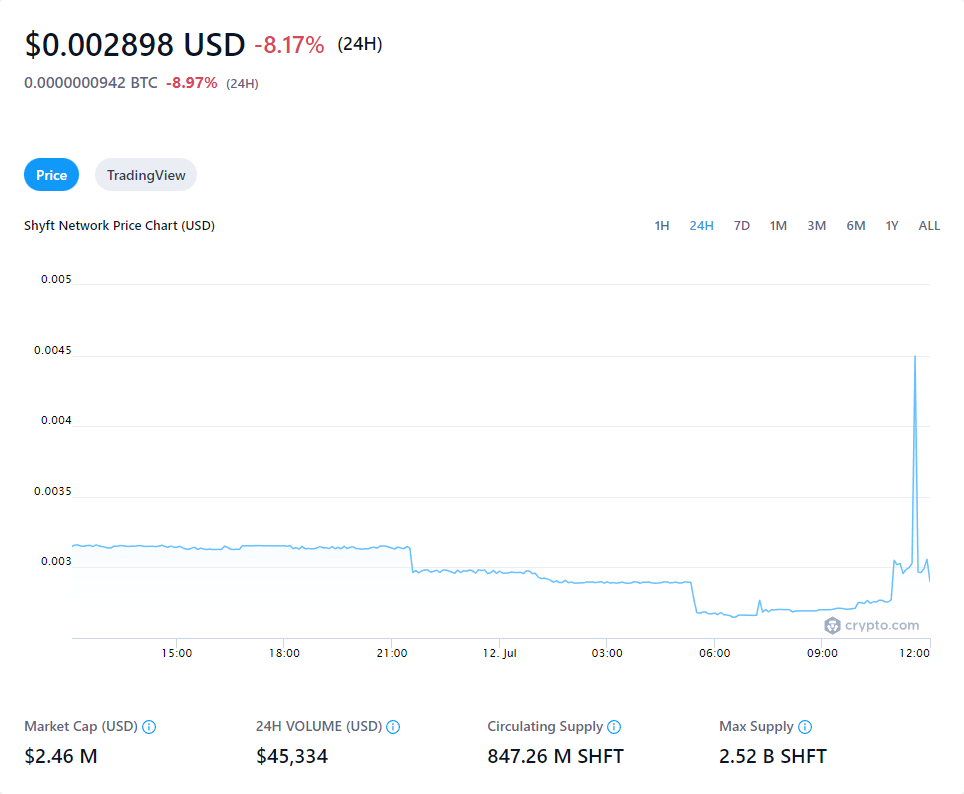 $0.002898 USD -8.17% (24H)
0.0000000942 BTC -8.97% (24H)
Price TradingView
Shyft Network Price Chart (USD) 1H 24H 7D 1M 3M 6M 1Y ALL
0.005
0.0045
0.004
0.0035
0.003
crypto.com
15:00 18:00 21:00 12. Jul 03:00 06:00 09:00 12:00
Market Cap (USD) 24H VOLUME (USD) Circulating Supply Max Supply
$2.46 M $45,334 847.26 M SHFT 2.52 B SHFT